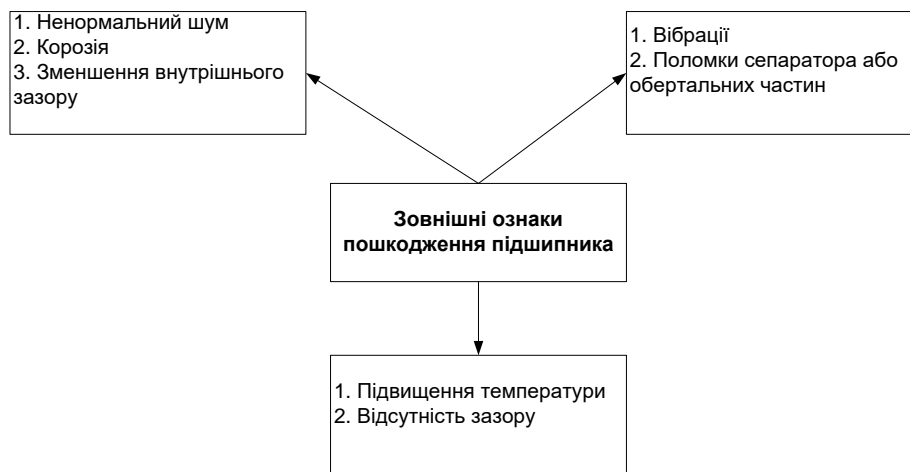 1. Ненормальний шум
2. Корозія
3. Зменшення внутрішнього
зазору
1. Вібрації
2. Поломки сепаратора або
обертальних частин
Зовнішні ознаки
пошкодження підшипника
1. Підвищення температури
2. Відсутність зазору